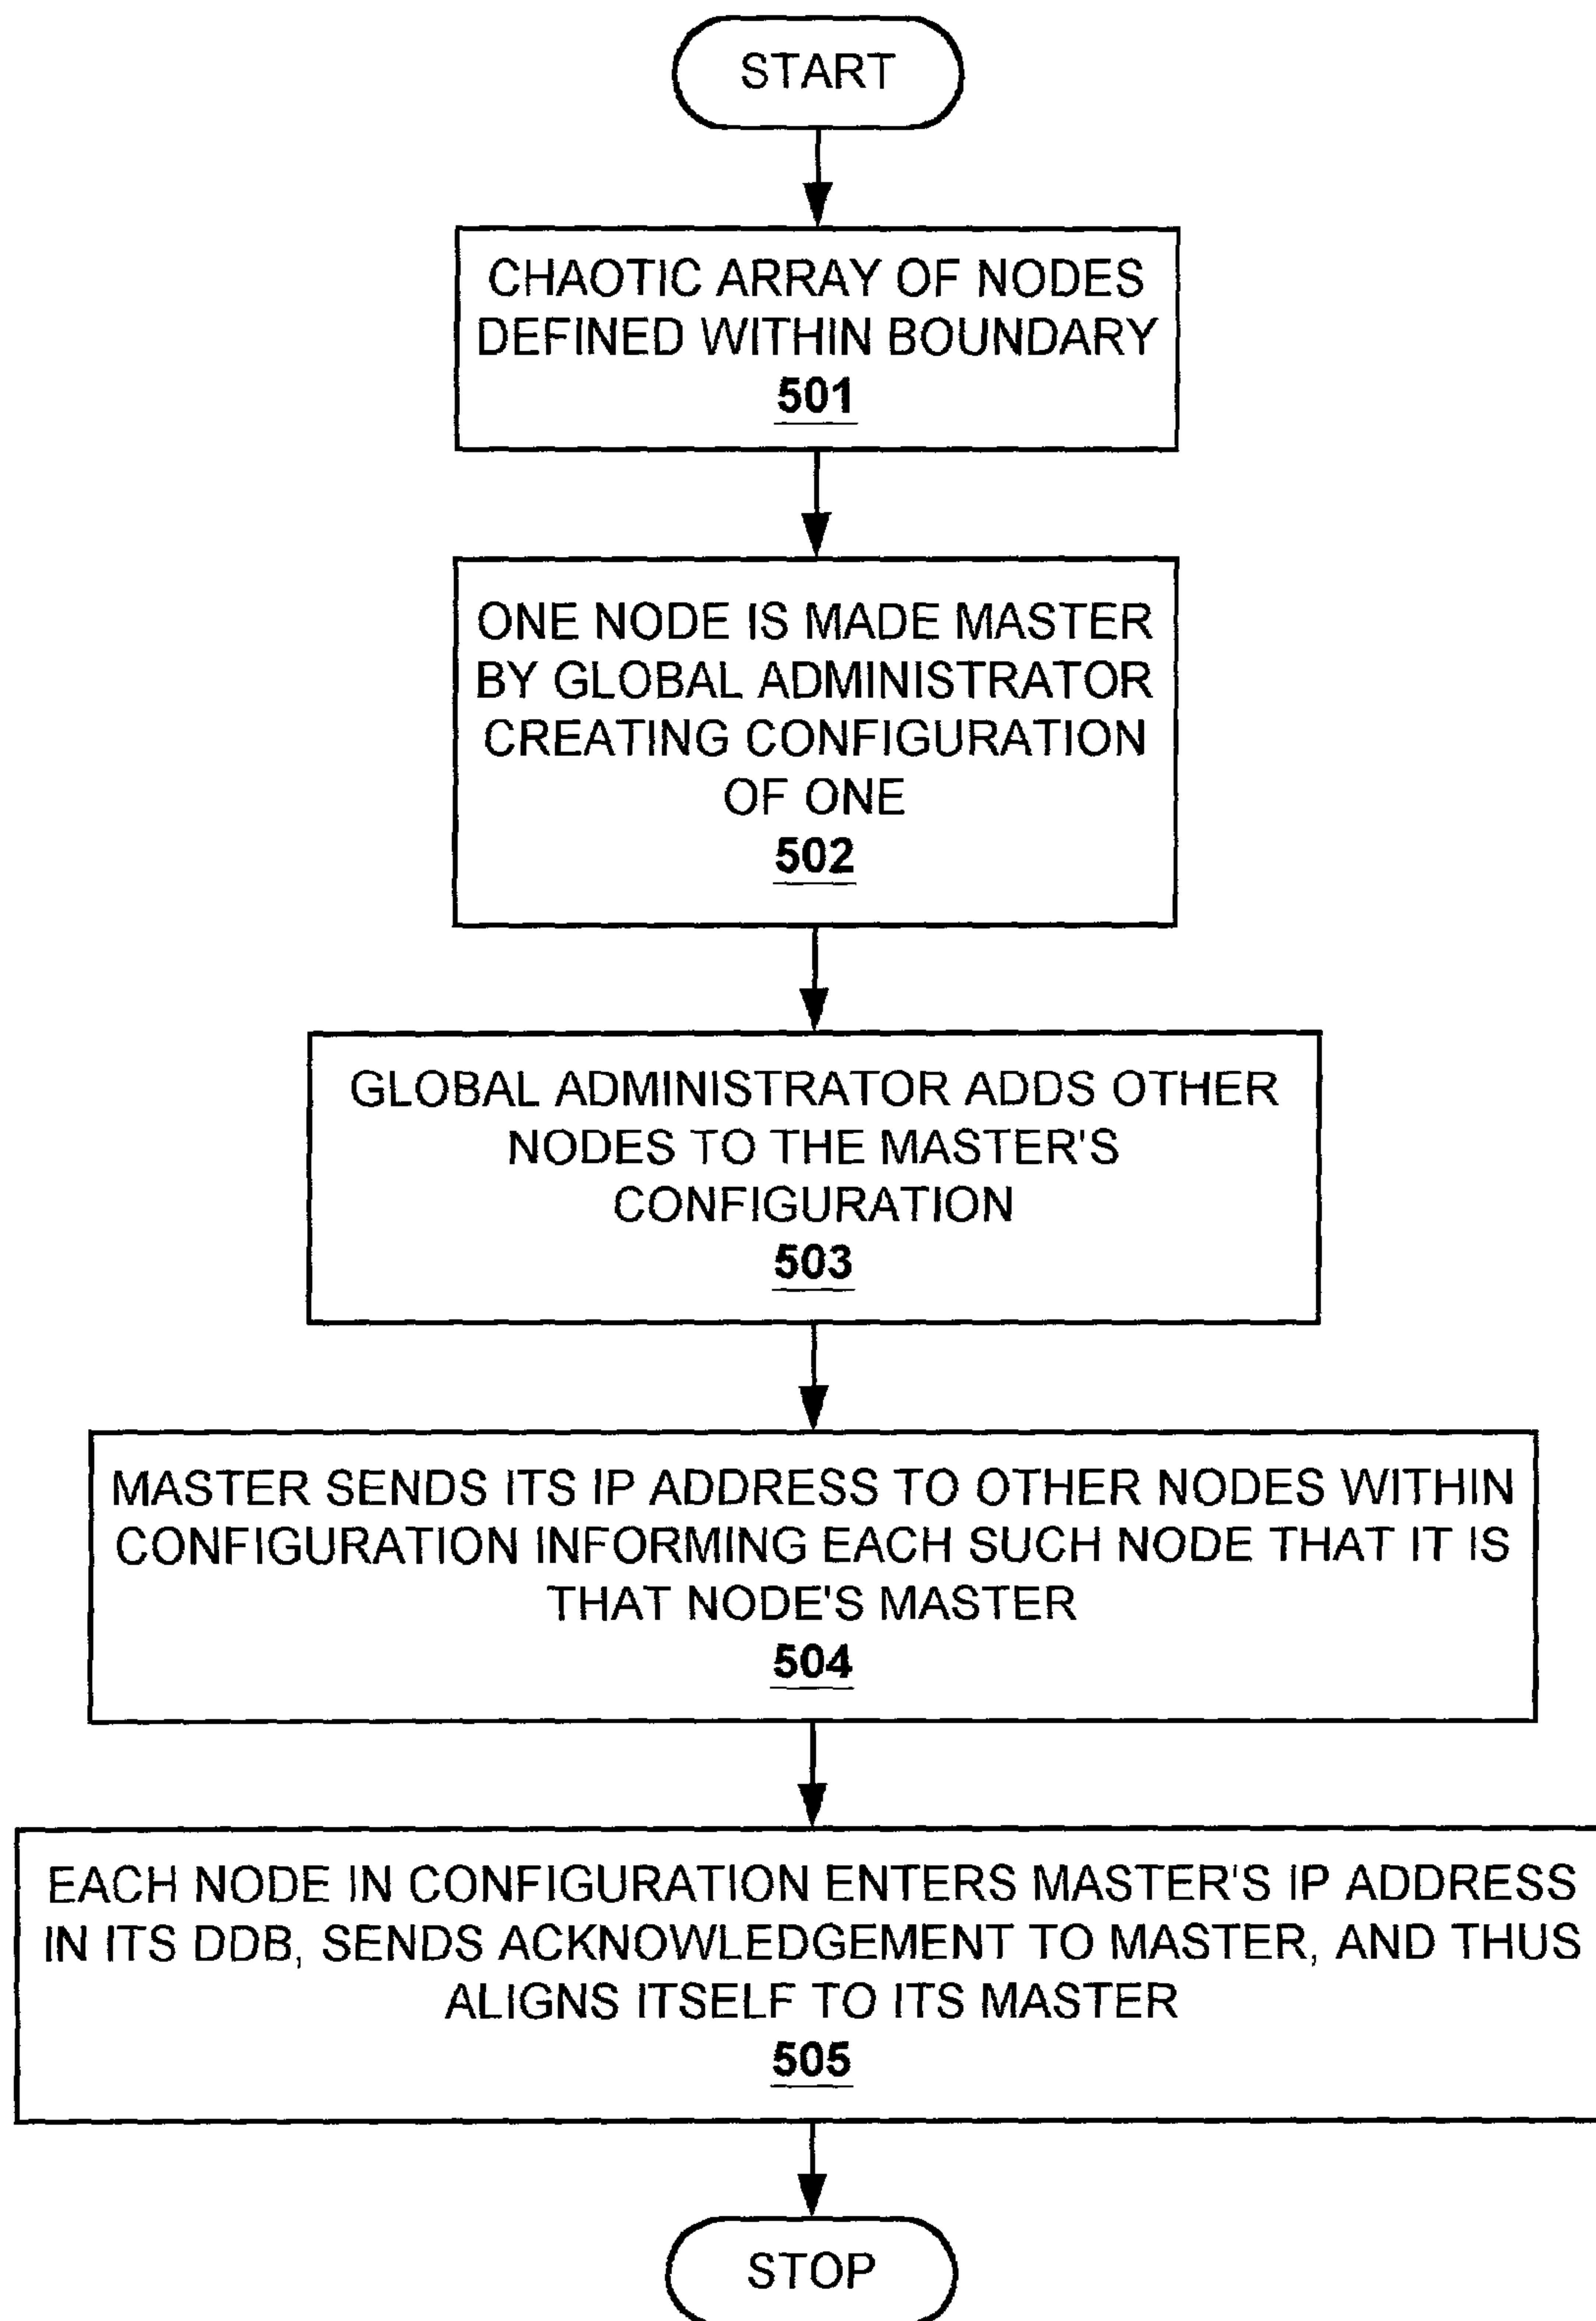 START
CHAOTIC ARRAY OF NODES
DEFINED WITHIN BOUNDARY
501
ONE NODE IS MADE MASTER
BY GLOBAL ADMINISTRATOR
CREATING CONFIGURATION
OF ONE
502
GLOBAL ADMINISTRATOR ADDS OTHER
NODES TO THE MASTER'S
CONFIGURATION
503
MASTER SENDS ITS IP ADDRESS TO OTHER NODES WITHIN
CONFIGURATION INFORMING EACH SUCH NODE THAT IT IS
THAT NODE'S MASTER
504
EACH NODE IN CONFIGURATION ENTERS MASTER'S IP ADDRESS
IN ITS DDB, SENDS ACKNOWLEDGEMENT TO MASTER, AND THUS
ALIGNS ITSELF TO ITS MASTER
505
STOP